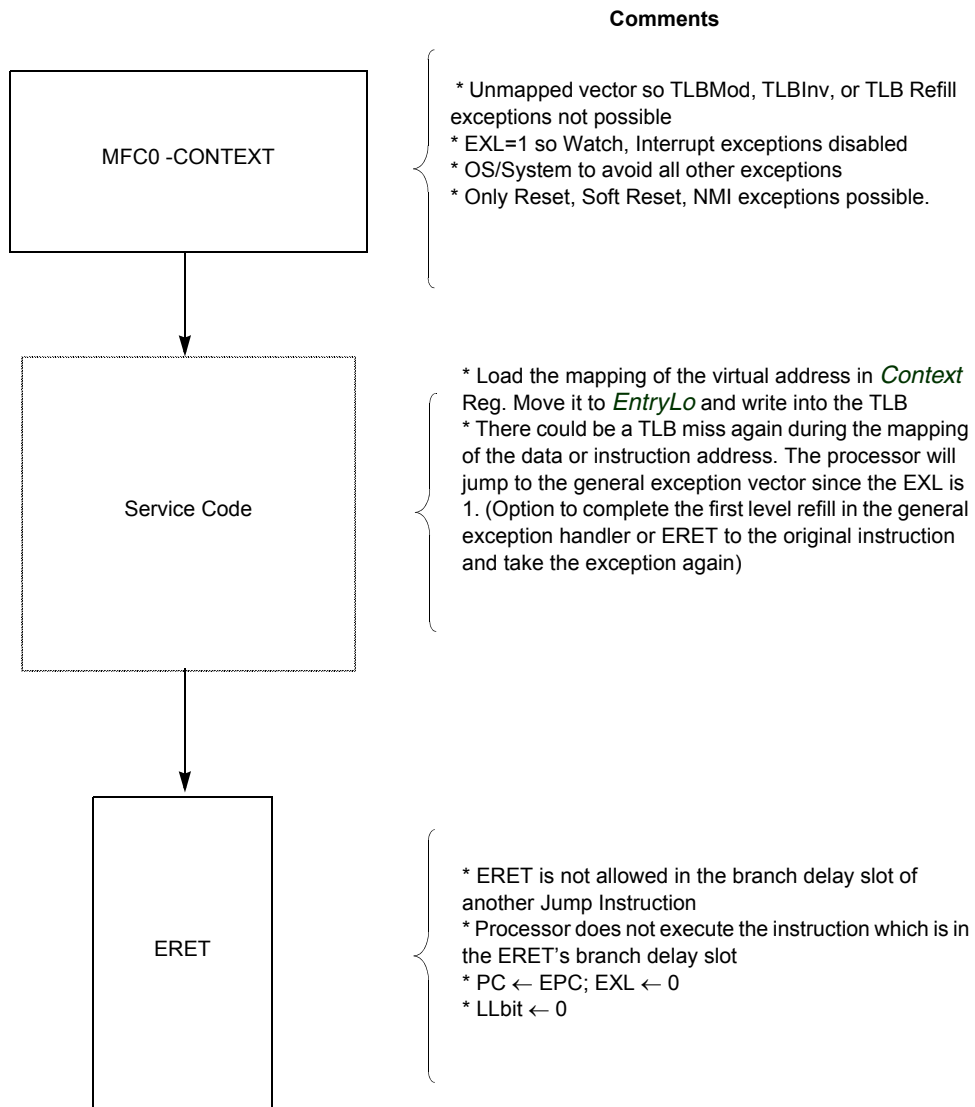 Comments
MFC0 -CONTEXT
* Unmapped vector so TLBMod, TLBInv, or TLB Refill
exceptions not possible
* EXL=1 so Watch, Interrupt exceptions disabled
* OS/System to avoid all other exceptions
* Only Reset, Soft Reset, NMI exceptions possible.
Service Code
* Load the mapping of the virtual address in Context
Reg. Move it to EntryLo and write into the TLB
* There could be a TLB miss again during the mapping
of the data or instruction address. The processor will
jump to the general exception vector since the EXL is
1. (Option to complete the first level refill in the general
exception handler or ERET to the original instruction
and take the exception again)
ERET
* ERET is not allowed in the branch delay slot of
another Jump Instruction
* Processor does not execute the instruction which is in
the ERET's branch delay slot
* PC ← EPC; EXL ← 0
* LLbit ← 0